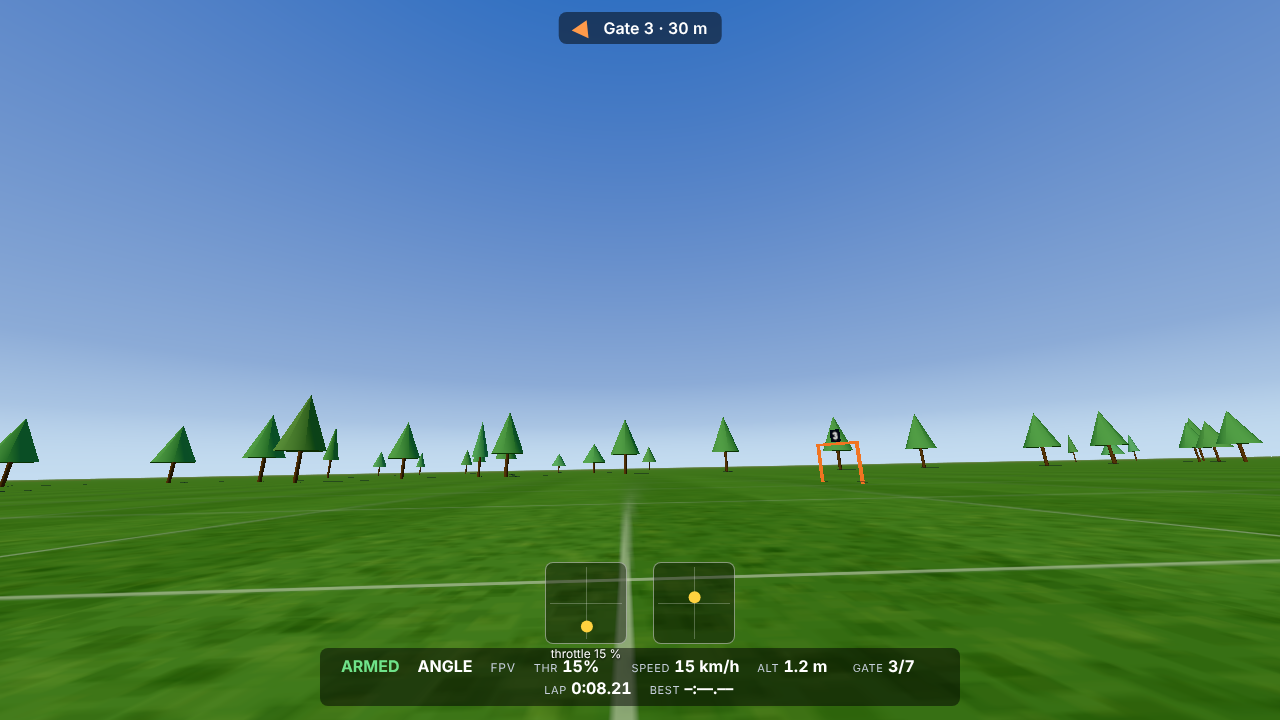 Gate 3 · 30 m
3
throttle 15 %
ARMED ANGLE FPV THR 15% SPEED 15 km/h ALT 1.2 m GATE 3/7
LAP 0:08.21 BEST –:––.––